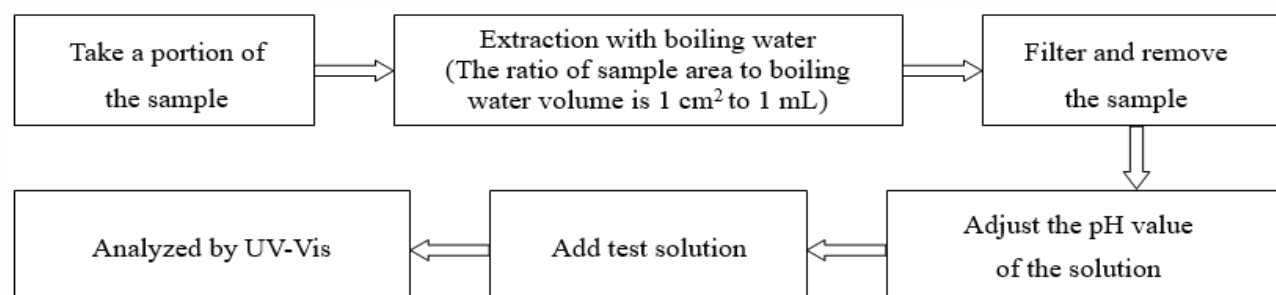 Take a portion of
the sample
Extraction with boiling water
(The ratio of sample area to boiling
water volume is 1 cm² to 1 mL)
Filter and remove
the sample
Adjust the pH value
of the solution
Add test solution
Analyzed by UV-Vis